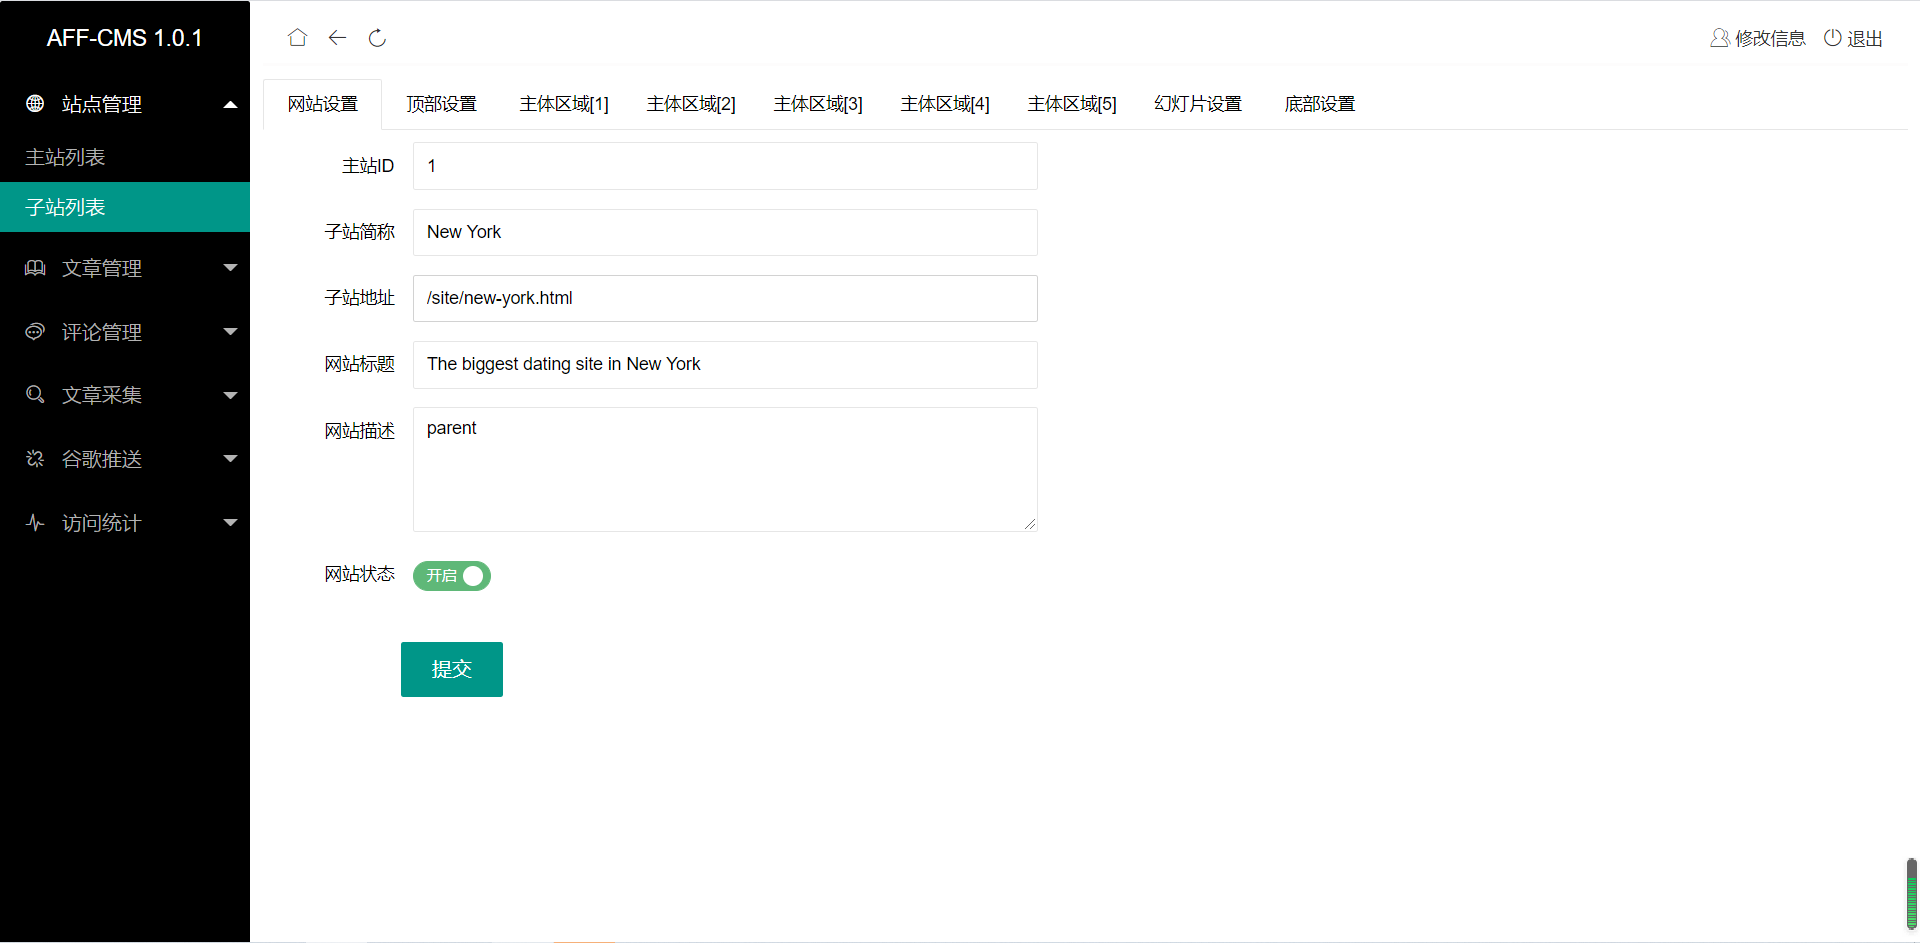 AFF-CMS 1.0.1
站点管理
主站列表
子站列表
文章管理
评论管理
文章采集
谷歌推送
访问统计
修改信息 退出
网站设置 顶部设置 主体区域[1] 主体区域[2] 主体区域[3] 主体区域[4] 主体区域[5] 幻灯片设置 底部设置
主站ID 1
子站简称 New York
子站地址 /site/new-york.html
网站标题 The biggest dating site in New York
网站描述 parent
网站状态 开启
提交